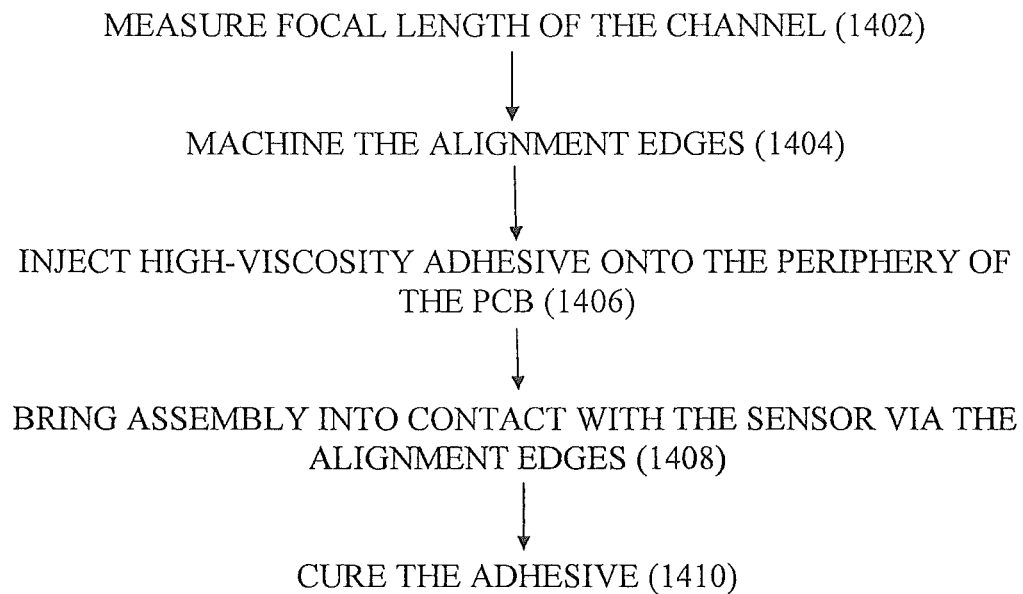 MEASURE FOCAL LENGTH OF THE CHANNEL (1402)
MACHINE THE ALIGNMENT EDGES (1404)
INJECT HIGH-VISCOSITY ADHESIVE ONTO THE PERIPHERY OF
THE PCB (1406)
BRING ASSEMBLY INTO CONTACT WITH THE SENSOR VIA THE
ALIGNMENT EDGES (1408)
CURE THE ADHESIVE (1410)